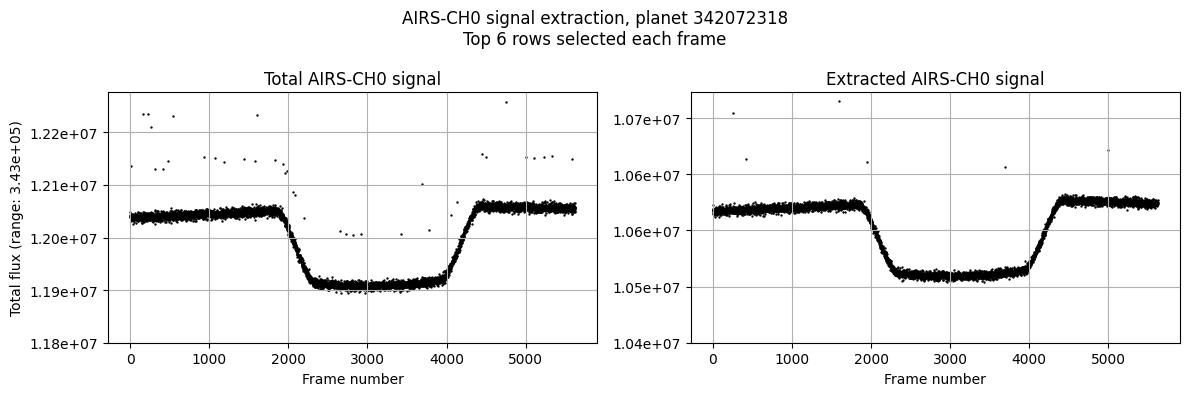 AIRS-CH0 signal extraction, planet 342072318
Top 6 rows selected each frame
Total AIRS-CH0 signal
Total flux (range: 3.43e+05)
1.22e+07
1.21e+07
1.20e+07
1.19e+07
1.18e+07
0 1000 2000 3000 4000 5000
Frame number
Extracted AIRS-CH0 signal
1.07e+07
1.06e+07
1.06e+07
1.05e+07
1.04e+07
0 1000 2000 3000 4000 5000
Frame number